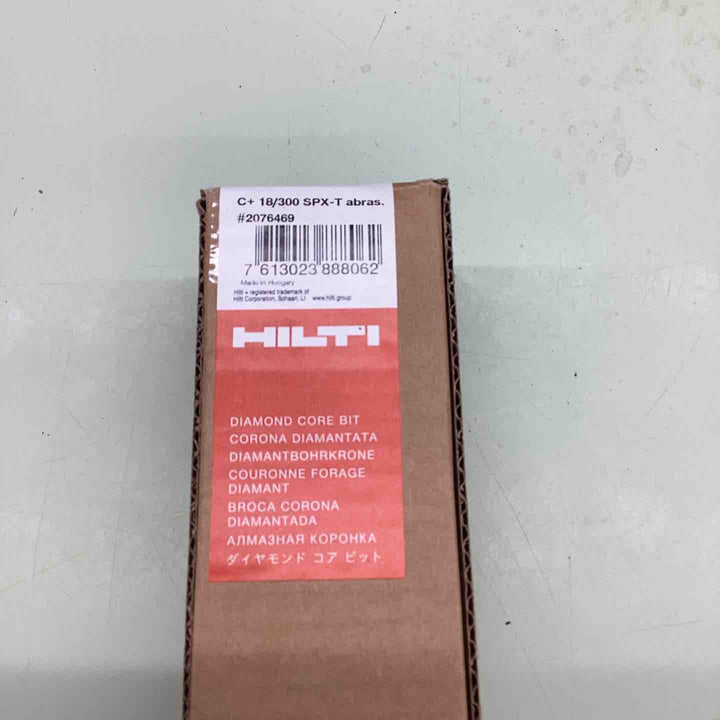 C+ 18/300 SPX-T abras.
#2076469
7 613023 888062
Made in Hungary
Hilti = registered trademark of
Hilti Corporation, Schaan, LI www.hilti.group
HILTI
DIAMOND CORE BIT
CORONA DIAMANTATA
DIAMANTBOHRKRONE
COURONNE FORAGE
DIAMANT
BROCA CORONA
DIAMANTADA
АЛМАЗНАЯ КОРОНКА
ダイヤモンド コア ビット